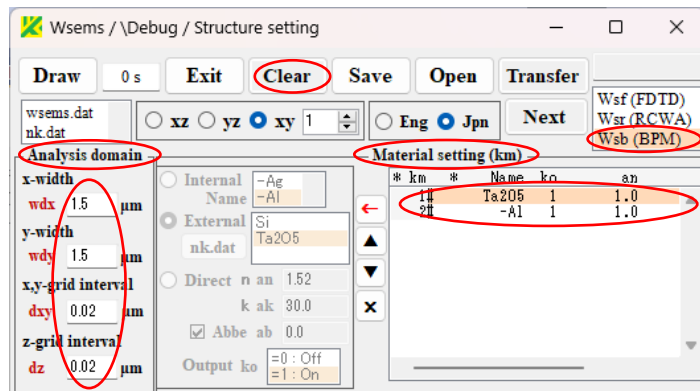 Wsems / \Debug / Structure setting
Draw 0 s Exit Clear Save Open Transfer
wsems.dat
nk.dat
xz yz xy 1
Eng Jpn
Next
Wsf (FDTD)
Wsr (RCWA)
Wsb (BPM)
Analysis domain
x-width
wdx 1.5 μm
y-width
wdy 1.5 μm
x,y-grid interval
dxy 0.02 μm
z-grid interval
dz 0.02 μm
Internal
Name
-Ag
-Al
External
nk.dat
Si
Ta2O5
Direct n an 1.52
k ak 30.0
Abbe ab 0.0
Output ko
=0 : Off
=1 : On
Material setting (km)
* km * Name ko an
1# Ta2O5 1 1.0
2# -Al 1 1.0